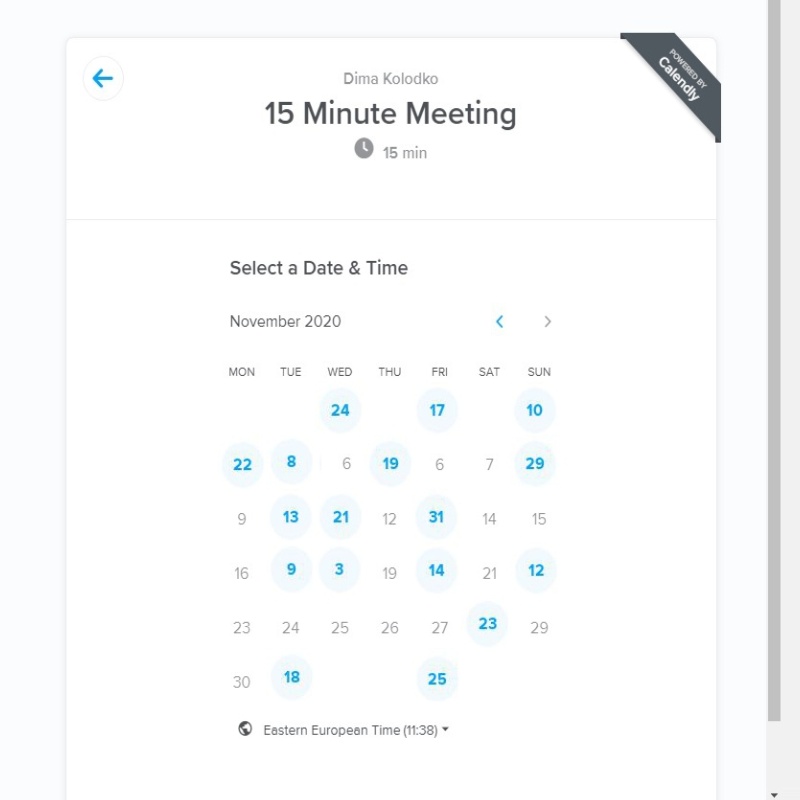 POWERED BY
Calendly
Dima Kolodko
15 Minute Meeting
15 min
Select a Date & Time
November 2020
MON TUE WED THU FRI SAT SUN
24 17 10
22 8 6 19 6 7 29
9 13 21 12 31 14 15
16 9 3 19 14 21 12
23 24 25 26 27 23 29
30 18 25
Eastern European Time (11:38)